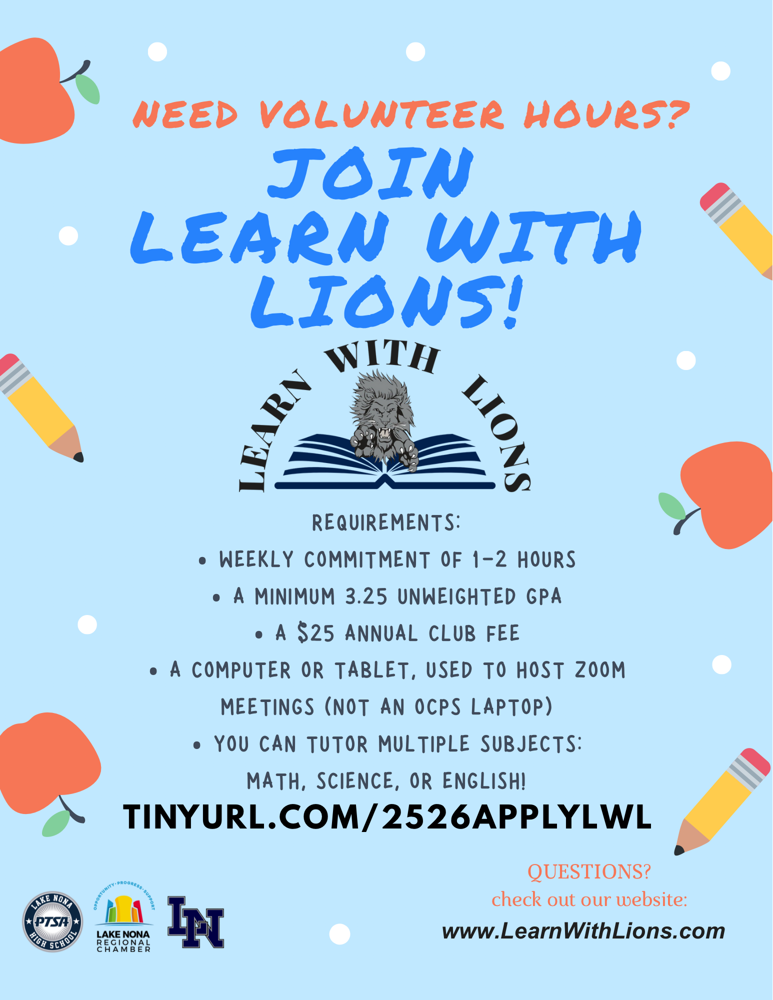 NEED VOLUNTEER HOURS?
JOIN
LEARN WITH
LIONS!
LEARN WITH LIONS
REQUIREMENTS:
• WEEKLY COMMITMENT OF 1-2 HOURS
• A MINIMUM 3.25 UNWEIGHTED GPA
• A $25 ANNUAL CLUB FEE
• A COMPUTER OR TABLET, USED TO HOST ZOOM
MEETINGS (NOT AN OCPS LAPTOP)
• YOU CAN TUTOR MULTIPLE SUBJECTS:
MATH, SCIENCE, OR ENGLISH!
TINYURL.COM/2526APPLYLWL
QUESTIONS?
check out our website:
www.LearnWithLions.com
LAKE NONA
PTSA
HIGH SCHOOL
OPPORTUNITY·PROGRESS·SUPPORT
LAKE NONA
REGIONAL
CHAMBER
LN